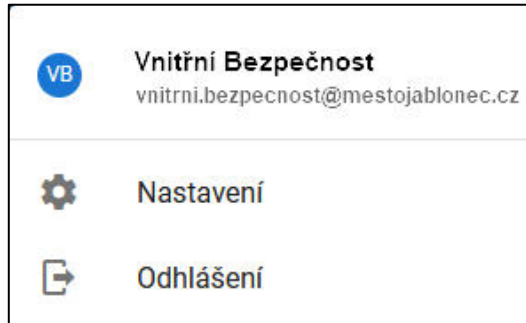 VB
Vnitřní Bezpečnost
vnitrni.bezpecnost@mestojablonec.cz
Nastavení
Odhlášení